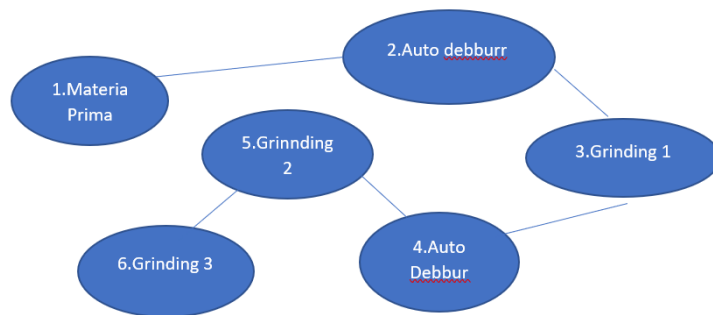 1.Materia
Prima
2.Auto debburr
3.Grinding 1
4.Auto
Debbur
5.Grinnding
2
6.Grinding 3